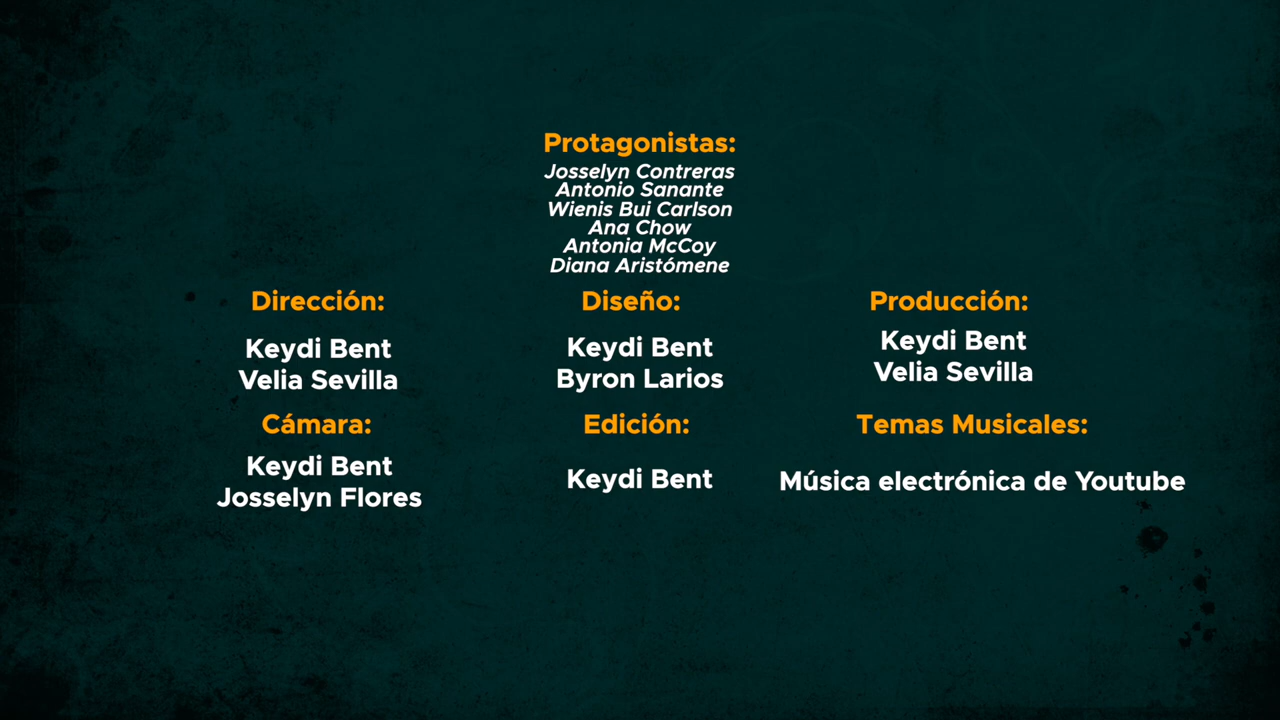 Protagonistas:
Josselyn Contreras
Antonio Sanante
Wienis Bui Carlson
Ana Chow
Antonia McCoy
Diana Aristómene
Dirección:
Keydi Bent
Velia Sevilla
Diseño:
Keydi Bent
Byron Larios
Producción:
Keydi Bent
Velia Sevilla
Cámara:
Keydi Bent
Josselyn Flores
Edición:
Keydi Bent
Temas Musicales:
Música electrónica de Youtube